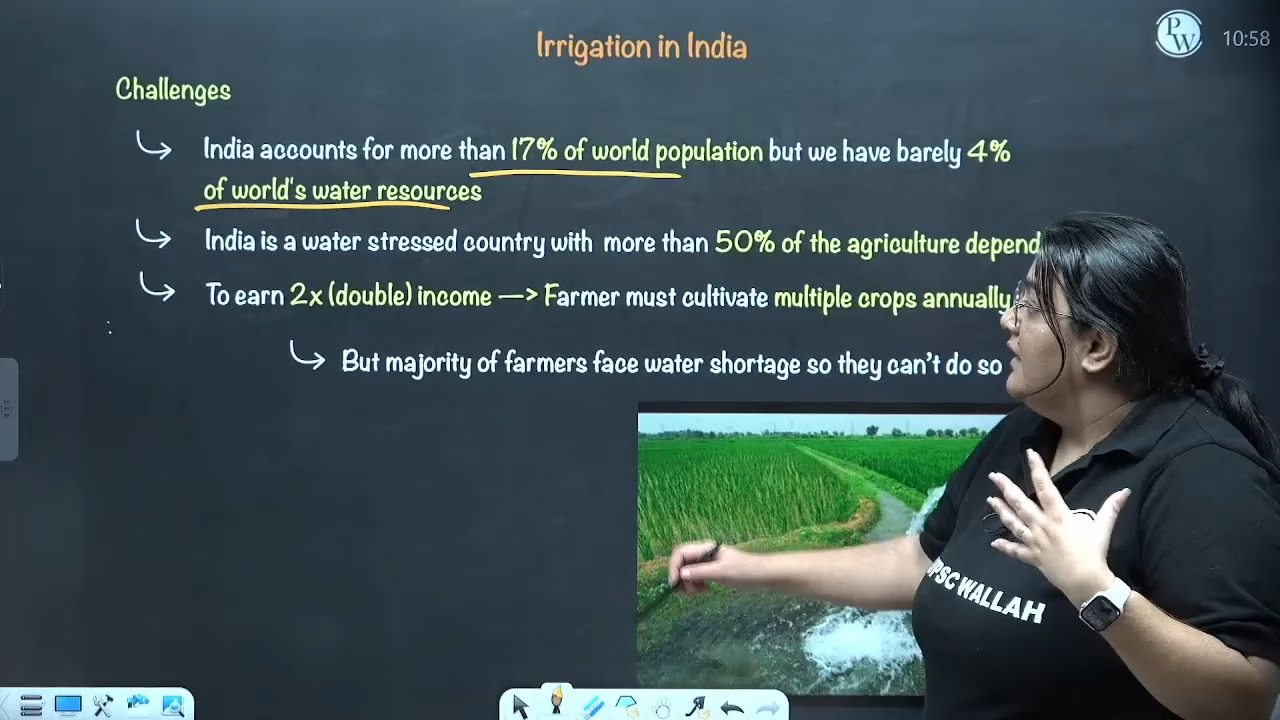 Irrigation in India
PW
10:58
Challenges
India accounts for more than 17% of world population but we have barely 4%
of world's water resources
India is a water stressed country with more than 50% of the agriculture depend
To earn 2x (double) income —> Farmer must cultivate multiple crops annually
But majority of farmers face water shortage so they can't do so
PSC WALLAH